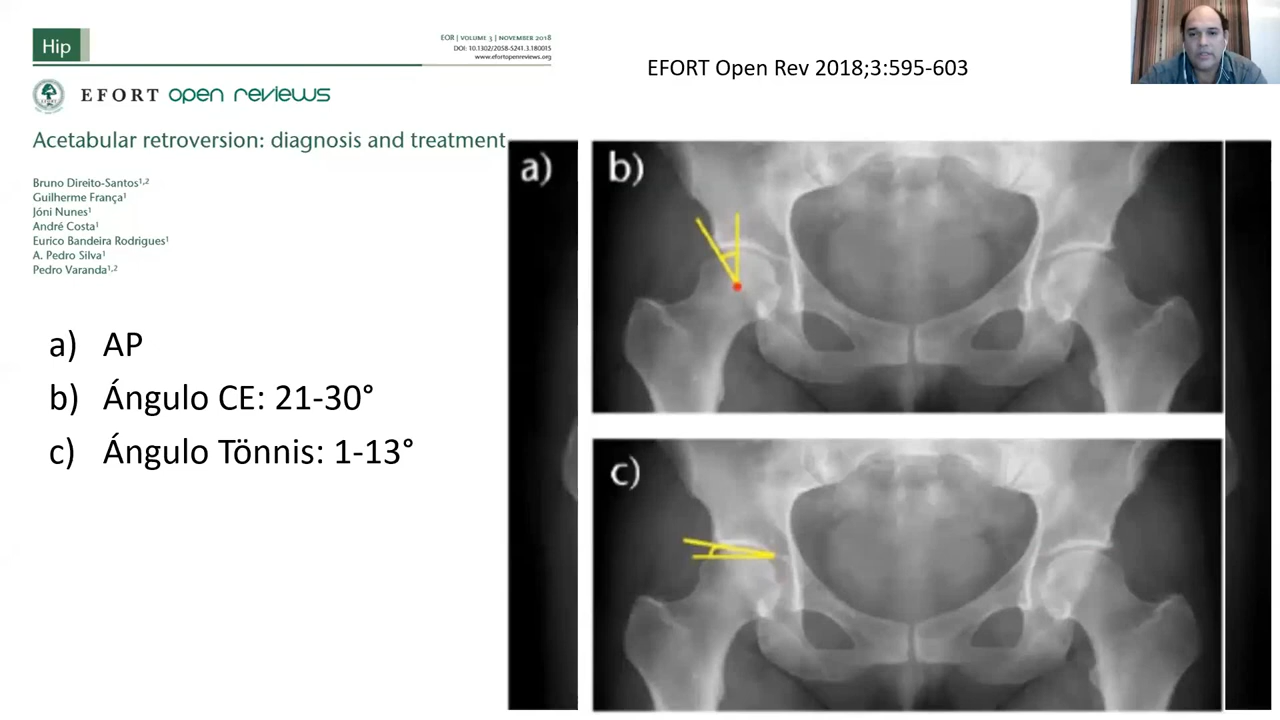 Hip
EOR | VOLUME 3 | NOVEMBER 2018
DOI: 10.1302/2058-5241.3.180015
www.efortopenreviews.org
EFORT open reviews
EFORT Open Rev 2018;3:595-603
Acetabular retroversion: diagnosis and treatment
Bruno Direito-Santos1,2
Guilherme França1
Jóni Nunes1
André Costa1
Eurico Bandeira Rodrigues1
A. Pedro Silva1
Pedro Varanda1,2
a) AP
b) Ángulo CE: 21-30°
c) Ángulo Tönnis: 1-13°
a)
b)
c)